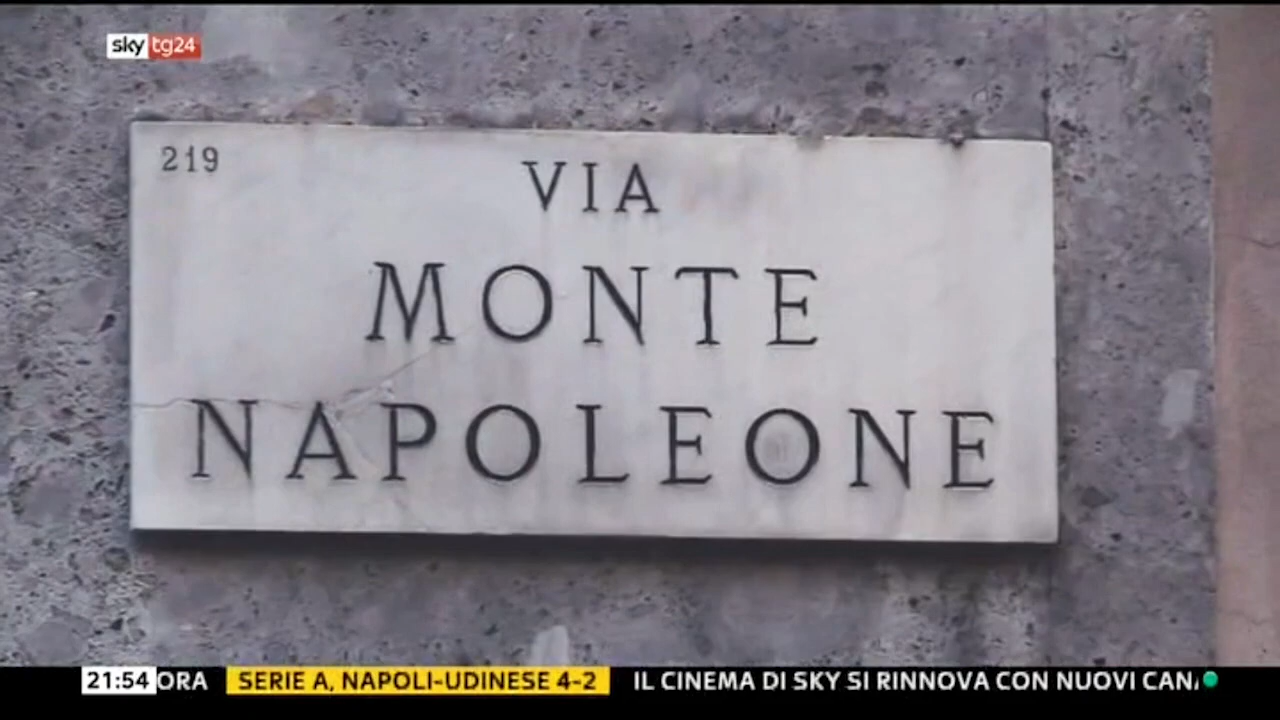 sky tg24
219
VIA
MONTE
NAPOLEONE
21:54 ORA SERIE A, NAPOLI-UDINESE 4-2 IL CINEMA DI SKY SI RINNOVA CON NUOVI